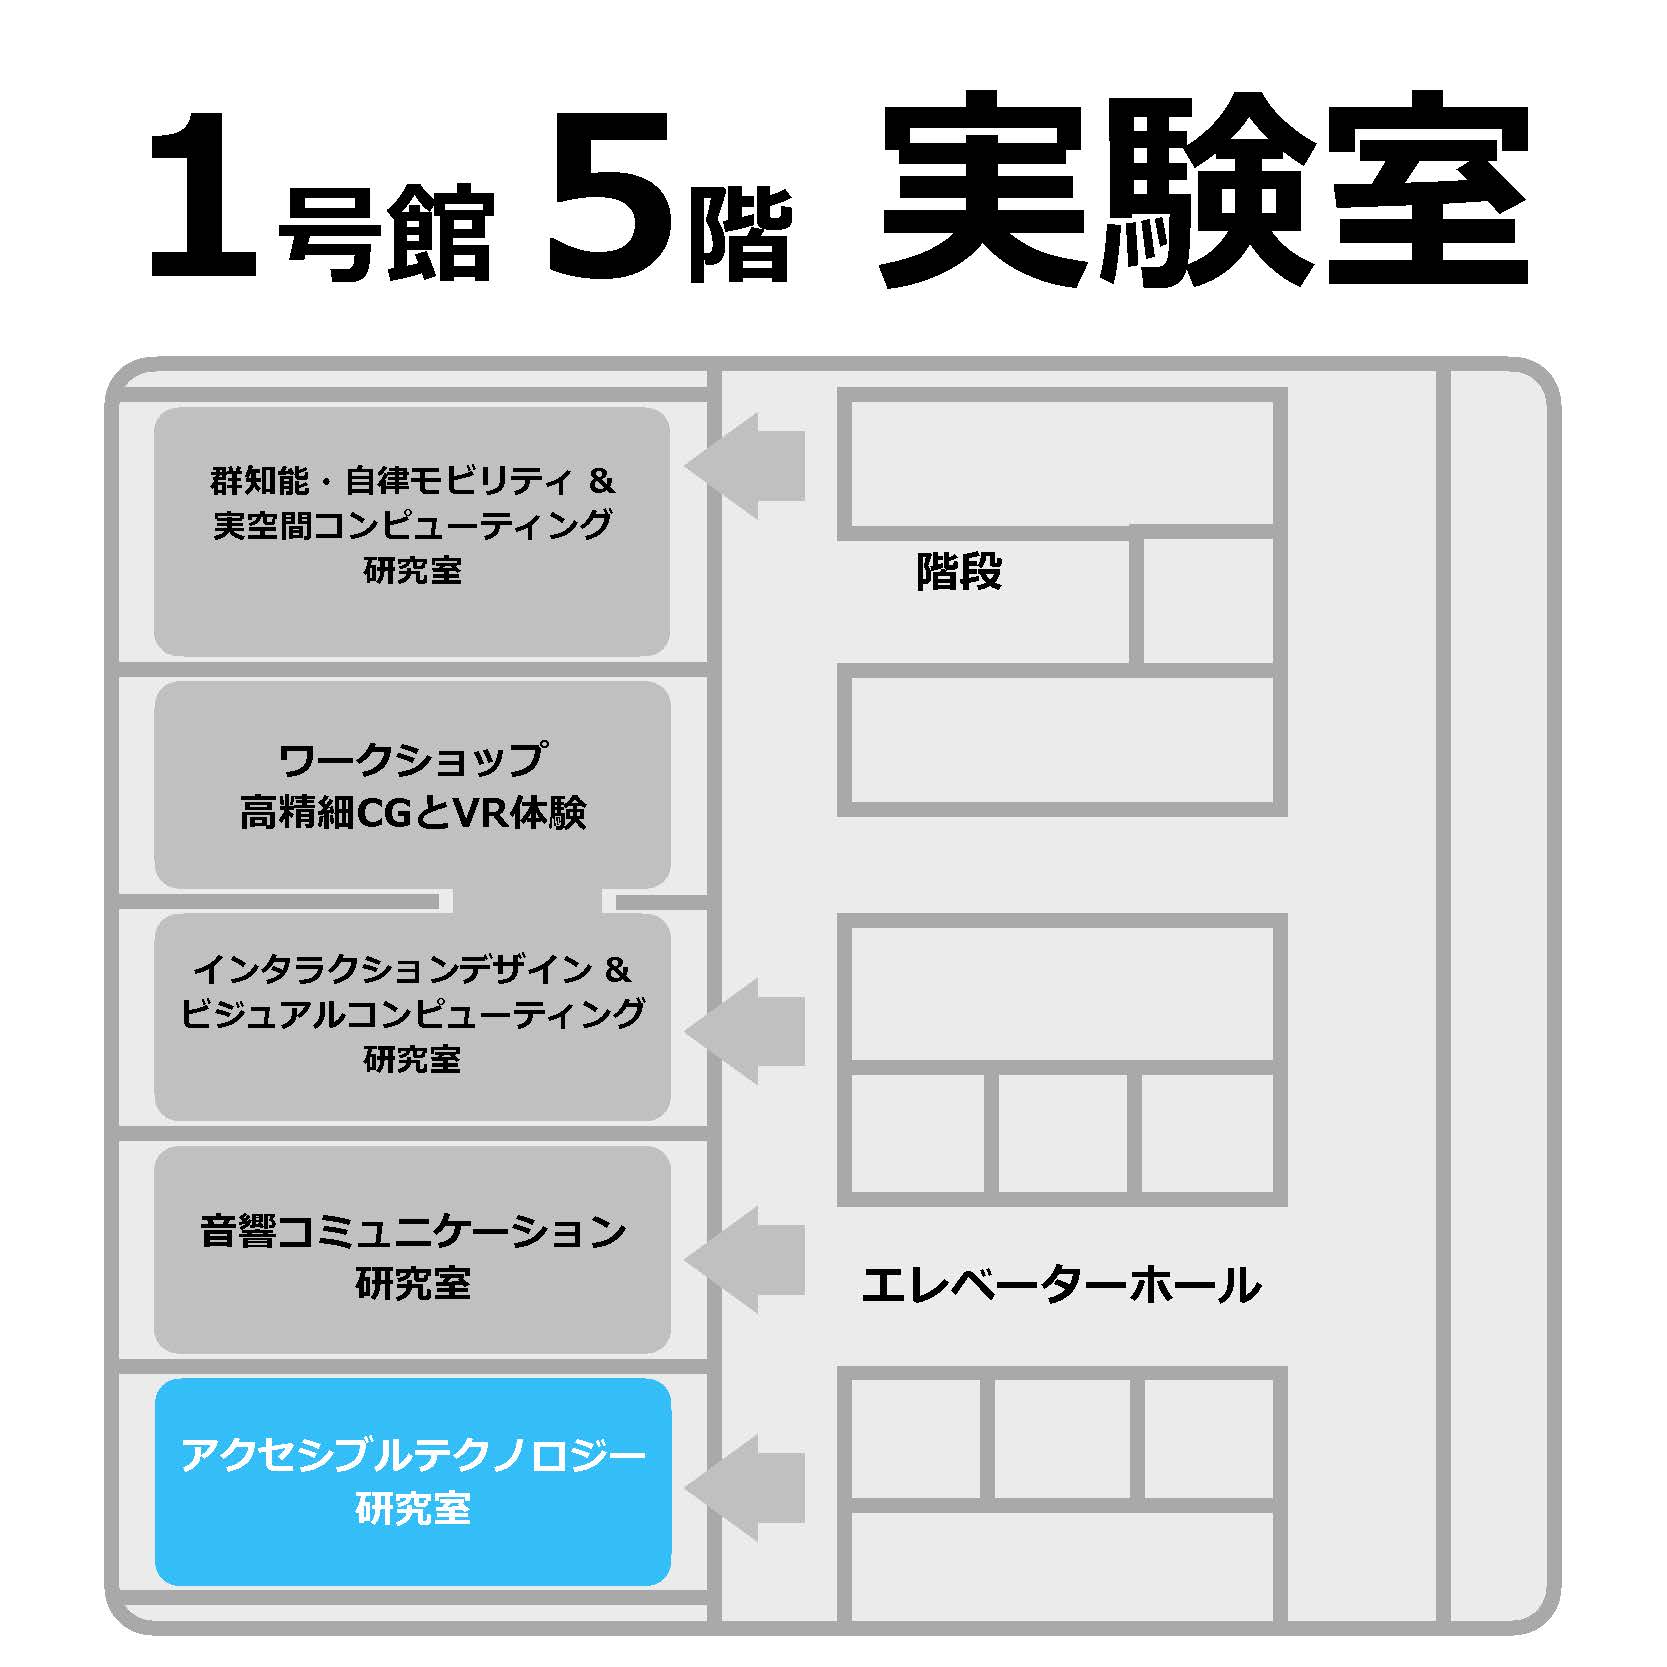 1号館 5階 実験室
群知能・自律モビリティ &
実空間コンピューティング
研究室
階段
ワークショップ
高精細CGとVR体験
インタラクションデザイン &
ビジュアルコンピューティング
研究室
音響コミュニケーション
研究室
エレベーターホール
アクセシブルテクノロジー
研究室